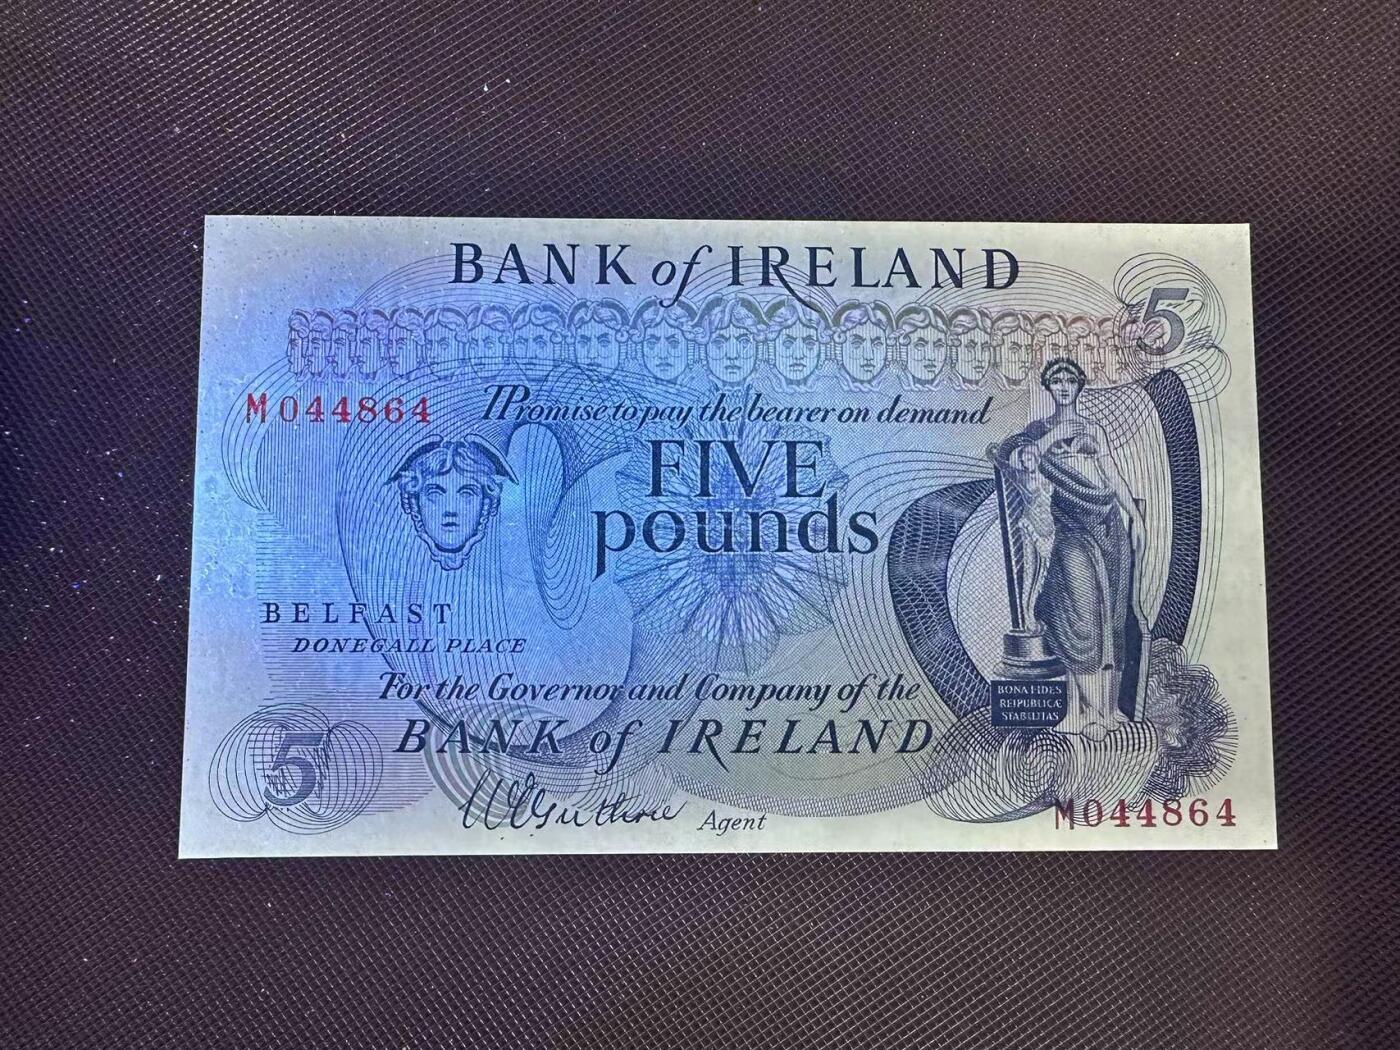 BANK of IRELAND
5
M044864
I Promise to pay the bearer on demand
FIVE
pounds
BELFAST
DONEGALL PLACE
For the Governor and Company of the
BANK of IRELAND
BONA FIDES
REIPUBLICÆ
STABILITAS
5
W E Guthrie Agent
M044864